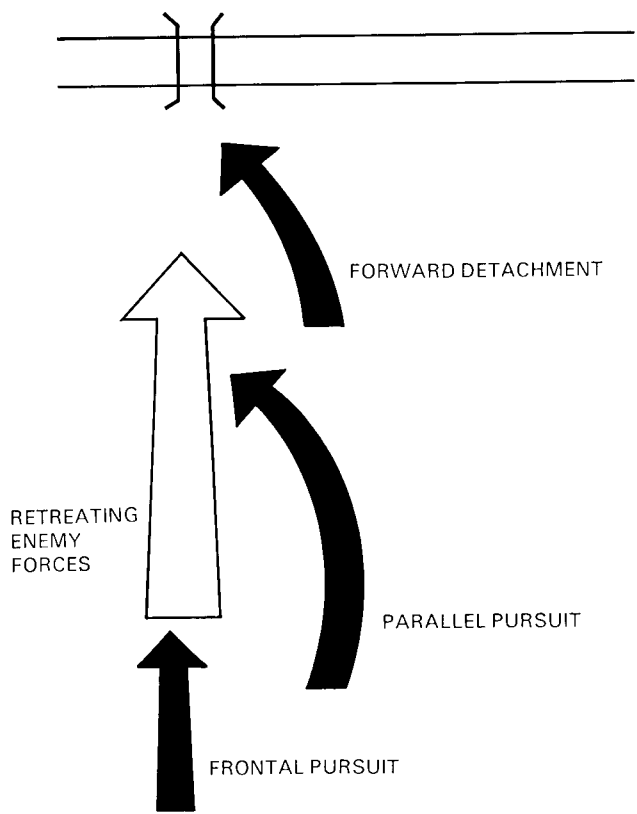 FORWARD DETACHMENT
RETREATING
ENEMY
FORCES
PARALLEL PURSUIT
FRONTAL PURSUIT